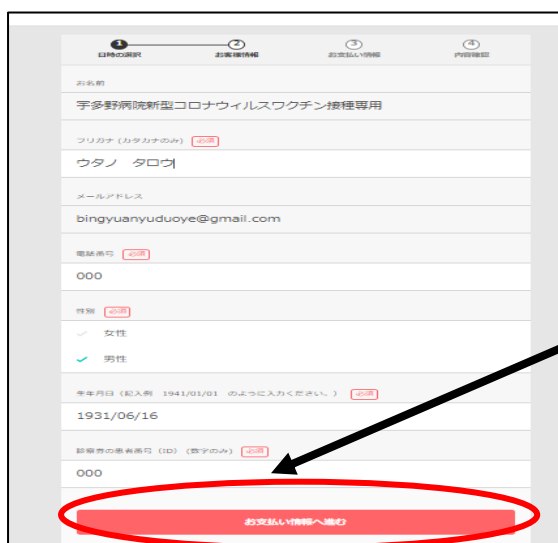 1 2 3 4
日時の選択 お客様情報 お支払い情報 内容確認
お名前
宇多野病院新型コロナウィルスワクチン接種専用
フリガナ (カタカナのみ) 必須
ウタノ タロウ
メールアドレス
bingyuanyuduoye@gmail.com
電話番号 必須
000
性別 必須
女性
男性
生年月日（記入例 1941/01/01 のように入力ください。） 必須
1931/06/16
診察券の患者番号（ID）(数字のみ) 必須
000
お支払い情報へ進む